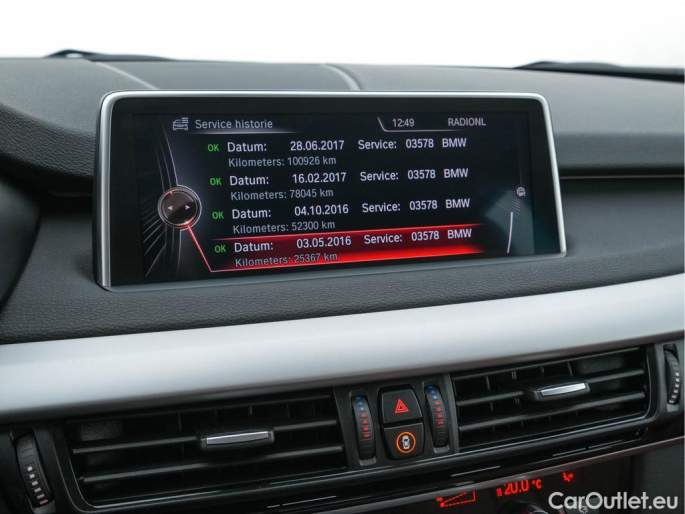 Service historie 12:49 RADIONL
OK Datum: 28.06.2017 Service: 03578 BMW
Kilometers: 100926 km
OK Datum: 16.02.2017 Service: 03578 BMW
Kilometers: 78045 km
OK Datum: 04.10.2016 Service: 03578 BMW
Kilometers: 52300 km
OK Datum: 03.05.2016 Service: 03578 BMW
Kilometers: 25367 km
20.0°C
CarOutlet.eu